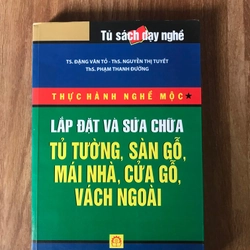 Tủ sách dạy nghề
TS. ĐẶNG VĂN TÔ - ThS. NGUYỄN THỊ TUYẾT
ThS. PHẠM THANH ĐƯỜNG
THỰC HÀNH NGHỀ MỘC
LẮP ĐẶT VÀ SỬA CHỮA
TỦ TƯỜNG, SÀN GỖ,
MÁI NHÀ, CỬA GỖ,
VÁCH NGOÀI